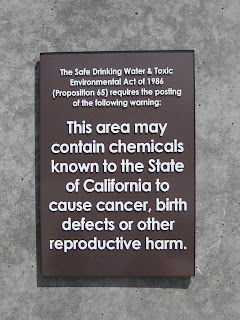 The Safe Drinking Water & Toxic
Environmental Act of 1986
(Proposition 65) requires the posting
of the following warning:
This area may
contain chemicals
known to the State
of California to
cause cancer, birth
defects or other
reproductive harm.